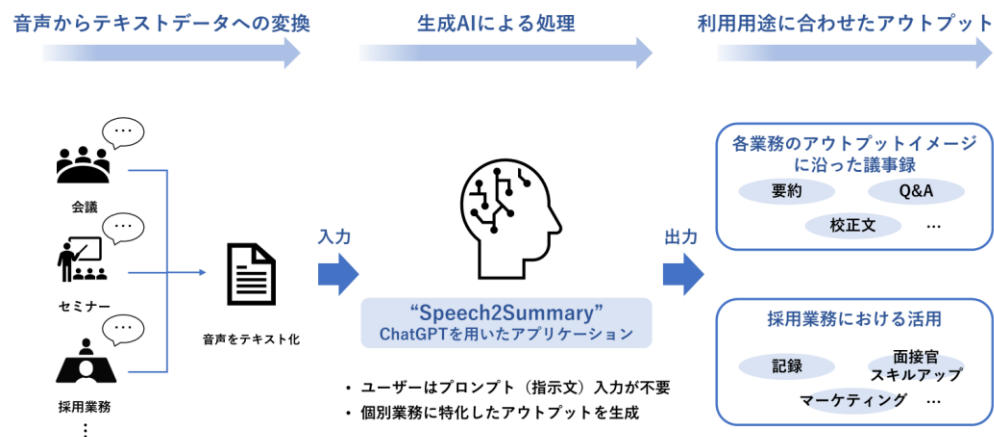 音声からテキストデータへの変換
生成AIによる処理
利用用途に合わせたアウトプット
…
会議
…
セミナー
…
採用業務
⋮
音声をテキスト化
入力
“Speech2Summary”
ChatGPTを用いたアプリケーション
・ ユーザーはプロンプト（指示文）入力が不要
・ 個別業務に特化したアウトプットを生成
出力
各業務のアウトプットイメージ
に沿った議事録
要約
Q&A
校正文
…
採用業務における活用
記録
面接官
スキルアップ
マーケティング
…